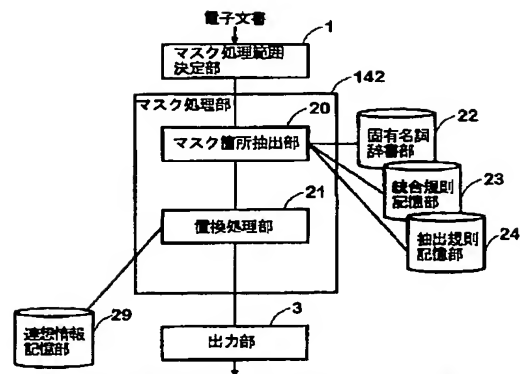 電子文書
1
マスク処理範囲
決定部
142
マスク処理部
20
マスク箇所抽出部
22
固有名詞
辞書部
23
統合規則
記憶部
21
置換処理部
24
抽出規則
記憶部
29
連想情報
記憶部
3
出力部